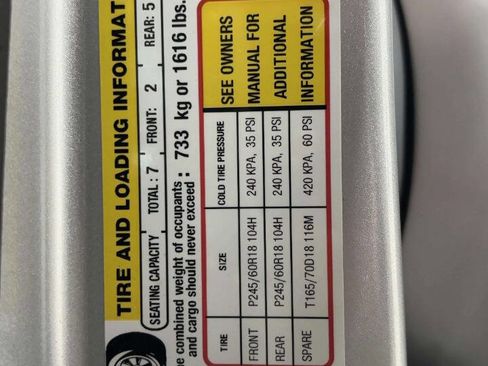 TIRE AND LOADING INFORMAT
SEATING CAPACITY TOTAL : 7 FRONT: 2 REAR: 5
e combined weight of occupants : 733 kg or 1616 lbs.
and cargo should never exceed :
TIRE SIZE COLD TIRE PRESSURE SEE OWNERS
FRONT P245/60R18 104H 240 KPA, 35 PSI MANUAL FOR
REAR P245/60R18 104H 240 KPA, 35 PSI ADDITIONAL
SPARE T165/70D18 116M 420 KPA, 60 PSI INFORMATION